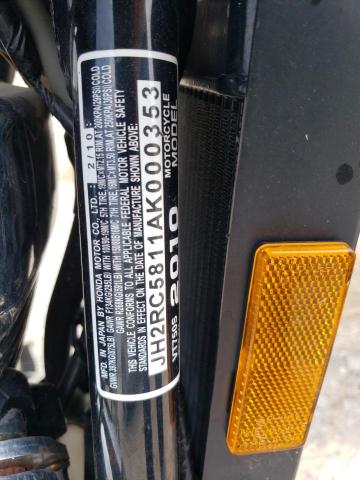 MFD. IN JAPAN BY HONDA MOTOR CO., LTD. 2/10
THIS VEHICLE CONFORMS TO ALL APPLICABLE FEDERAL MOTOR VEHICLE SAFETY
STANDARDS IN EFFECT ON THE DATE OF MANUFACTURE SHOWN ABOVE.
JH2RC5811AK000353
MOTORCYCLE
VT750S 2010 MODEL